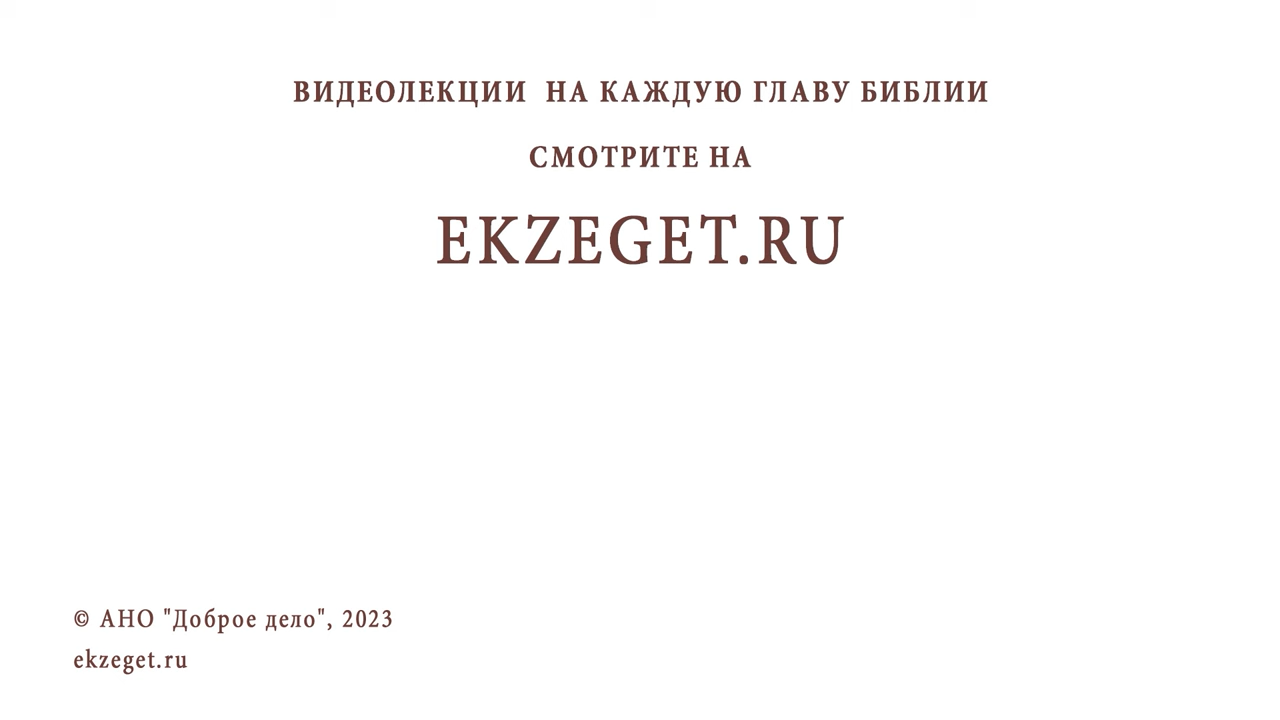 ВИДЕОЛЕКЦИИ НА КАЖДУЮ ГЛАВУ БИБЛИИ
СМОТРИТЕ НА
EKZEGET.RU
© АНО "Доброе дело", 2023
ekzeget.ru